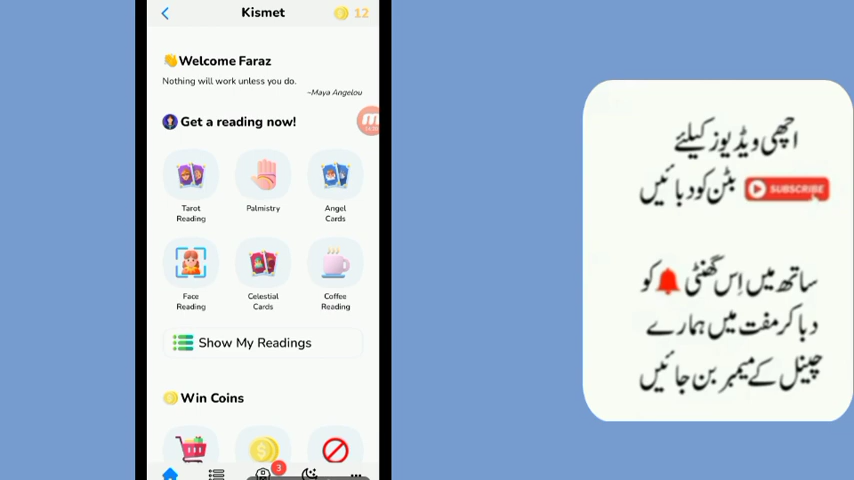 Kismet
12
👋Welcome Faraz
Nothing will work unless you do.
~Maya Angelou
Get a reading now!
Tarot Reading
Palmistry
Angel Cards
Face Reading
Celestial Cards
Coffee Reading
Show My Readings
Win Coins
3
اچھی ویڈیوز کیلئے
SUBSCRIBE بٹن کو دبائیں
ساتھ میں اِس گھنٹی 🔔 کو
دبا کر مفت میں ہمارے
چینل کے میمبر بن جائیں